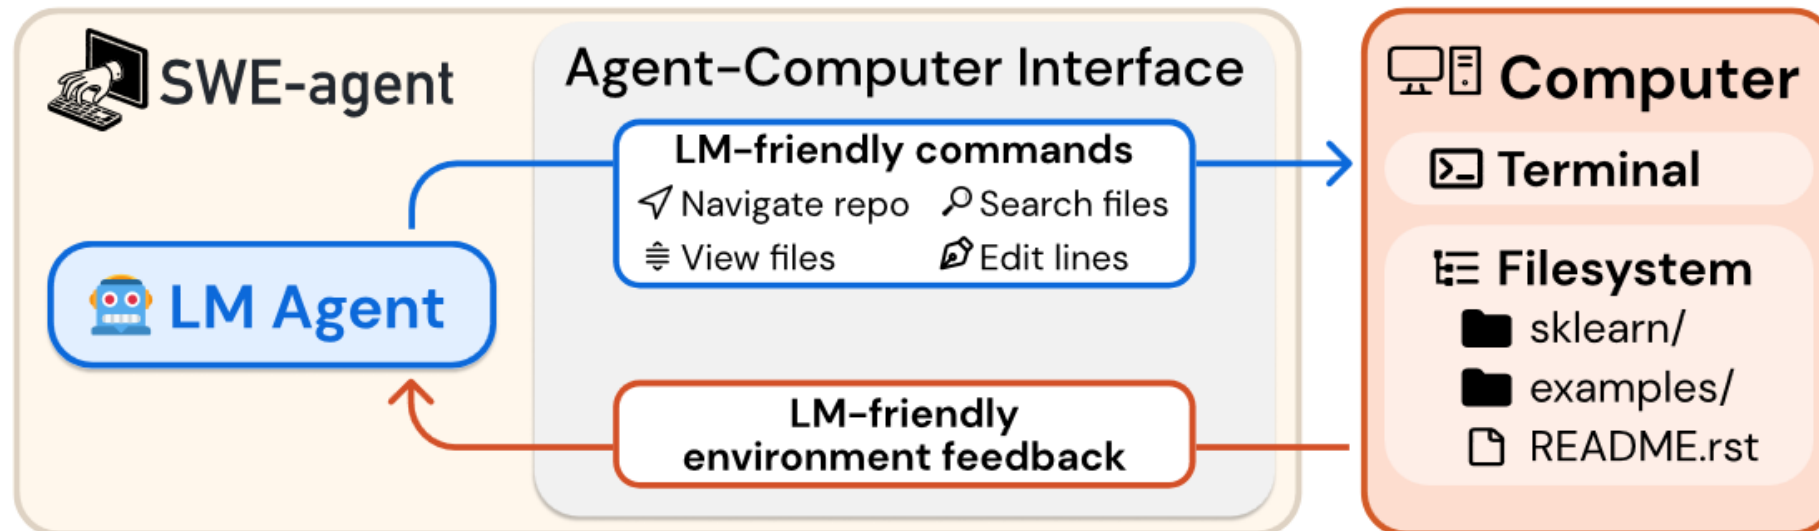 SWE-agent
Agent-Computer Interface
LM-friendly commands
Navigate repo
Search files
View files
Edit lines
LM Agent
LM-friendly
environment feedback
Computer
Terminal
Filesystem
sklearn/
examples/
README.rst